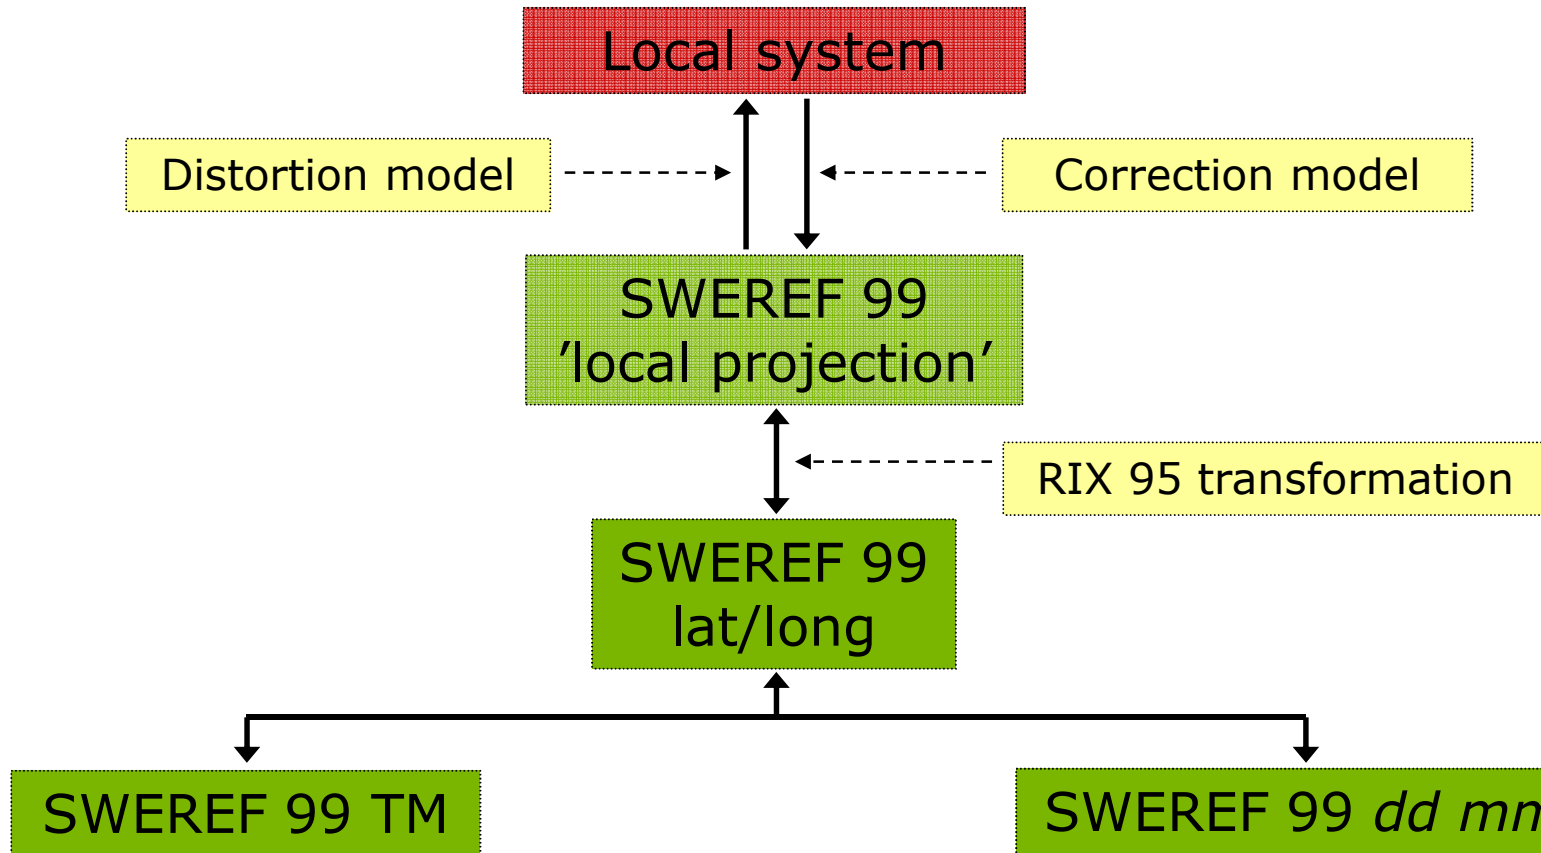 Local system
Distortion model
Correction model
SWEREF 99
’local projection’
RIX 95 transformation
SWEREF 99
lat/long
SWEREF 99 TM
SWEREF 99 dd mn